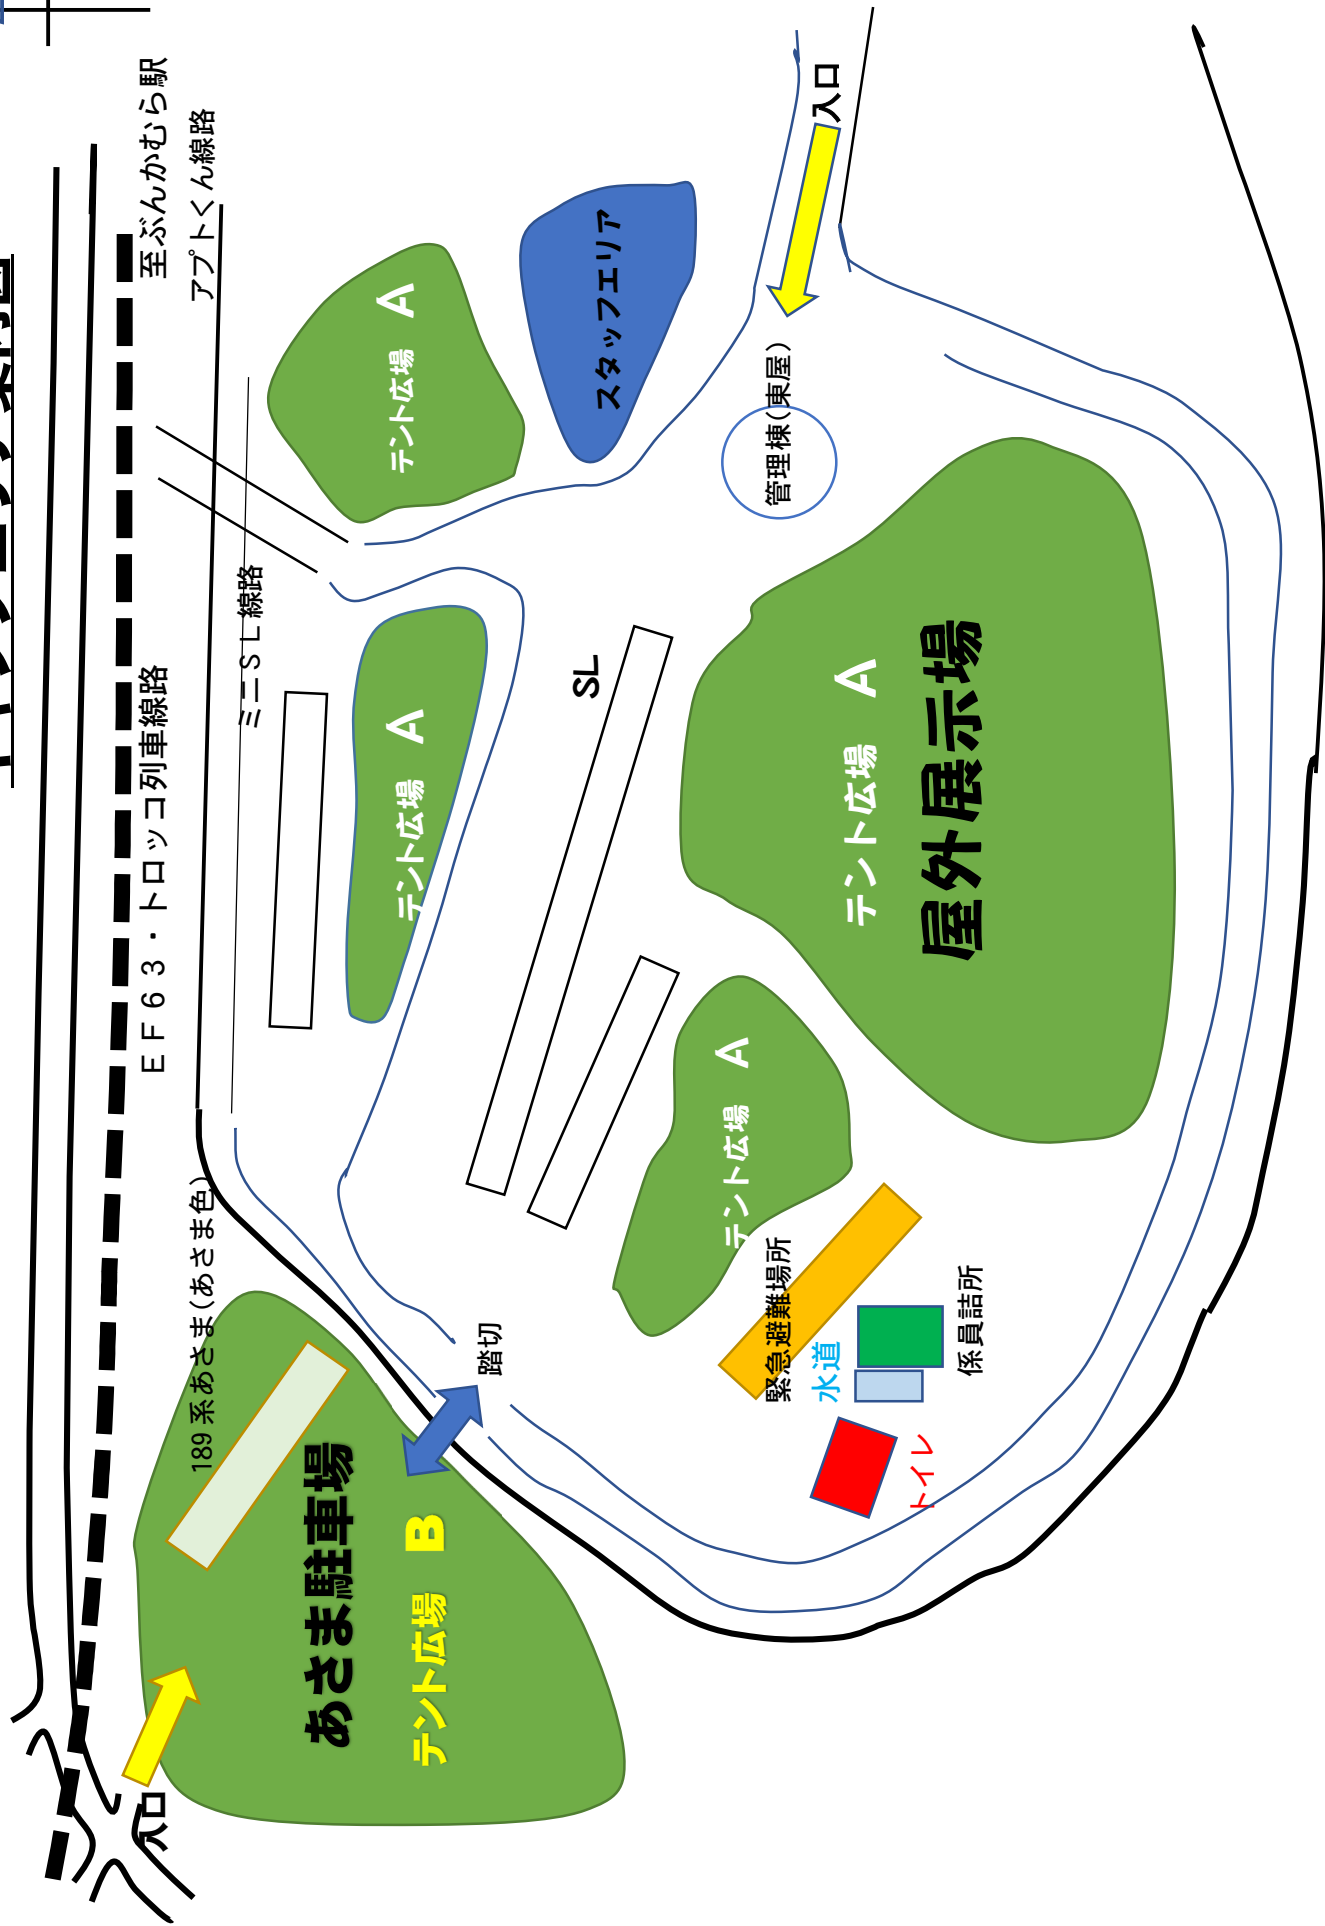 至ぶんかむら駅
アプトくん線路
EF63・トロッコ列車線路
ミニSL線路
189系あさま(あさま色)
テント広場 A
スタッフエリア
入口
管理棟(東屋)
テント広場 A
SL
テント広場 A
屋外展示場
テント広場 A
踏切
緊急避難場所
水道
係員詰所
トイレ
あさま駐車場
テント広場 B
入口